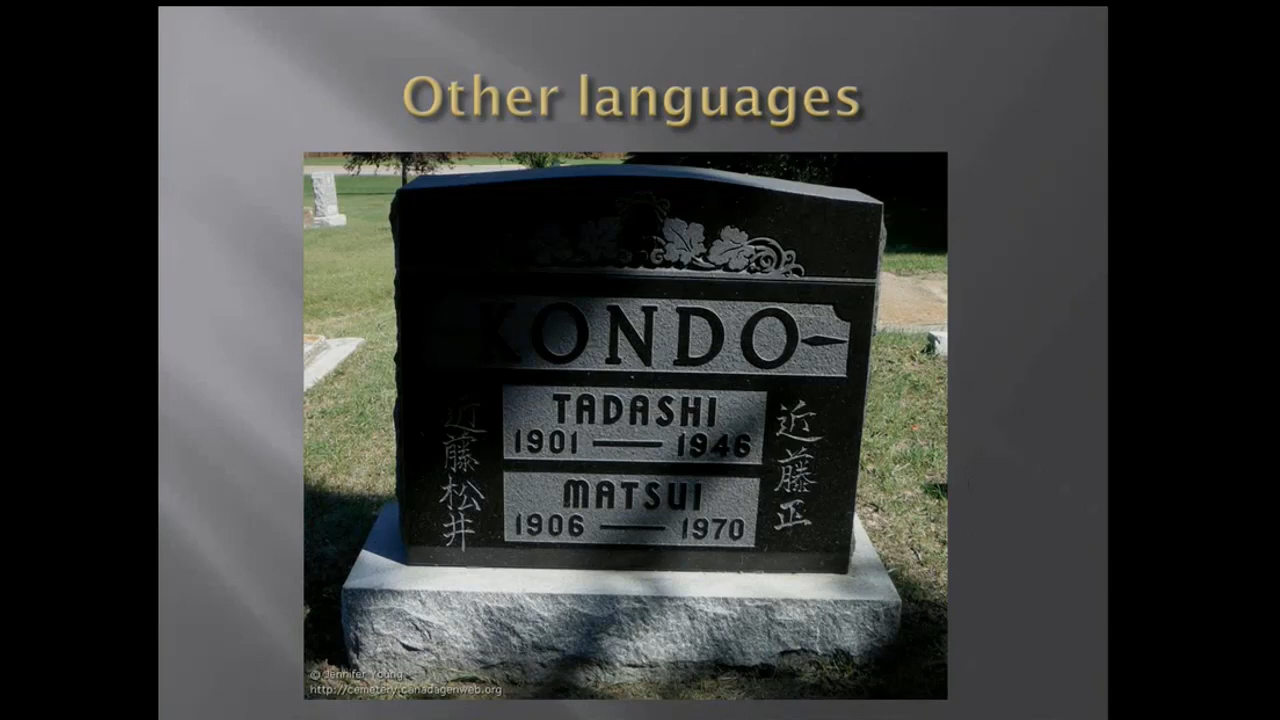 Other languages
KONDO
TADASHI
1901 — 1946
MATSUI
1906 — 1970
近藤正
近藤松井
© Jennifer Young
http://cemetery.canadagenweb.org